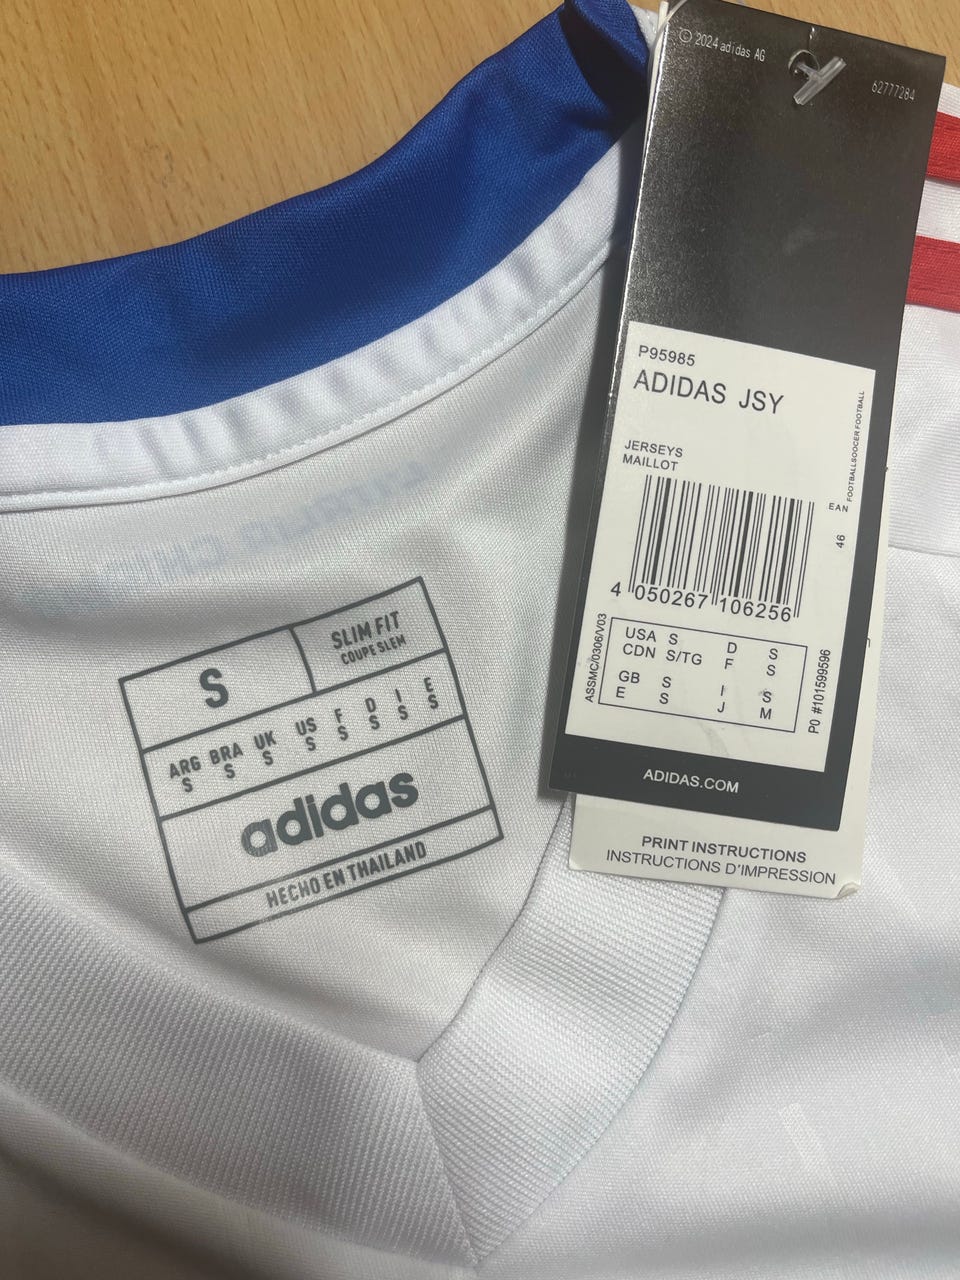 © 2024 adidas AG
62777284
P95985
ADIDAS JSY
JERSEYS
MAILLOT
FOOTBALL/SOCCER FOOTBALL
EAN
46
4 050267 106256
ASSMC/0306/V03
USA S D S
CDN S/TG F S
GB S I S
E S J M
PO #101599596
ADIDAS.COM
PRINT INSTRUCTIONS
INSTRUCTIONS D'IMPRESSION
S
SLIM FIT
COUPE SLEM
ARG BRA UK US F D I E
S S S S S S S S
adidas
HECHO EN THAILAND